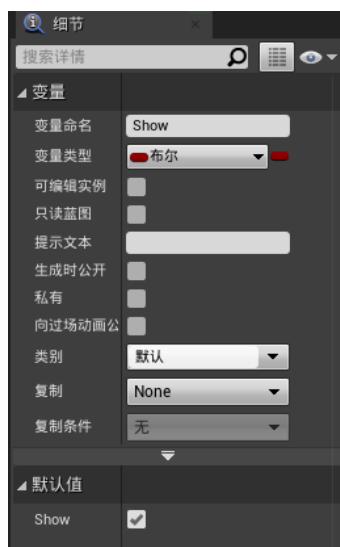 细节
搜索详情
变量
变量命名 Show
变量类型 布尔
可编辑实例
只读蓝图
提示文本
生成时公开
私有
向过场动画公
类别 默认
复制 None
复制条件 无
默认值
Show